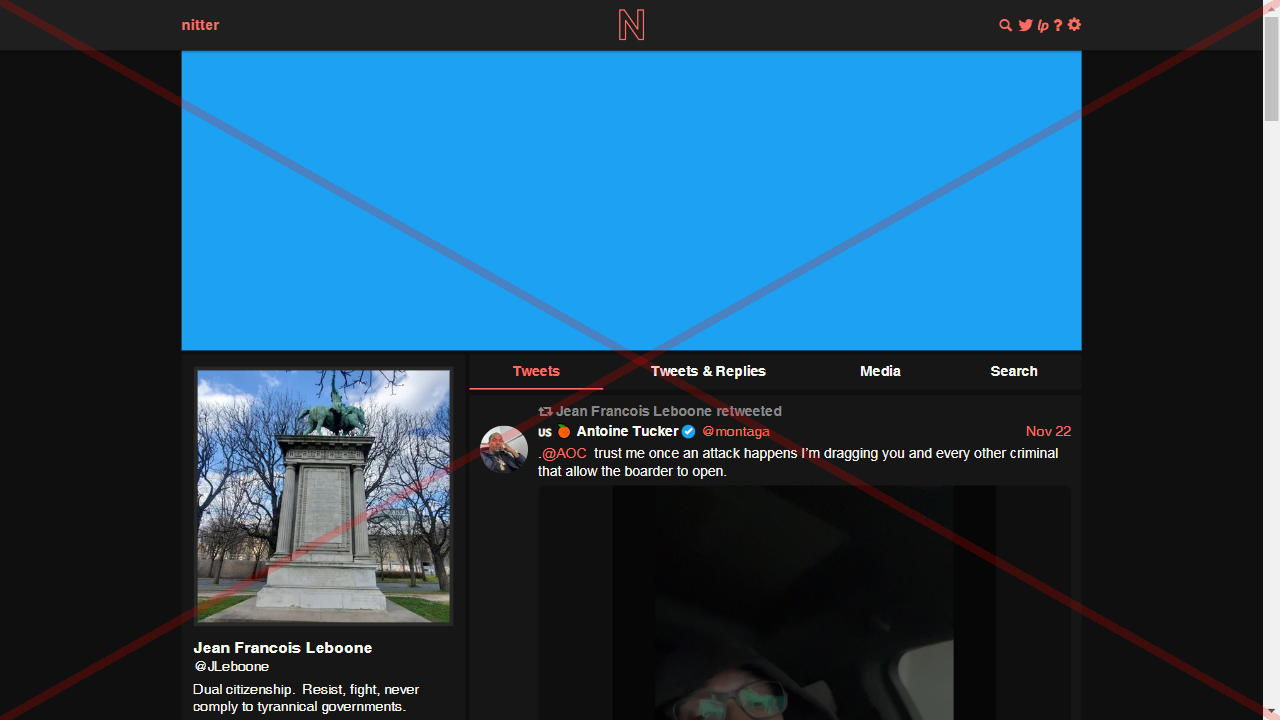 nitter
N
lp ?
Tweets
Tweets & Replies
Media
Search
Jean Francois Leboone retweeted
US 🍊 Antoine Tucker @montaga
Nov 22
.@AOC trust me once an attack happens I’m dragging you and every other criminal
that allow the boarder to open.
Jean Francois Leboone
@JLeboone
Dual citizenship. Resist, fight, never
comply to tyrannical governments.